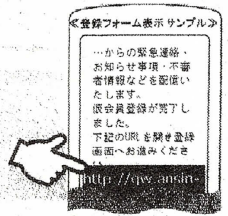 ≪登録フォーム表示サンプル≫
…からの緊急連絡・
お知らせ事項・不審
者情報などを配信い
たします。
仮会員登録が完了し
ました。
下記のURLを開き登録
画面へお進みくださ
い
http://qw.ansin-